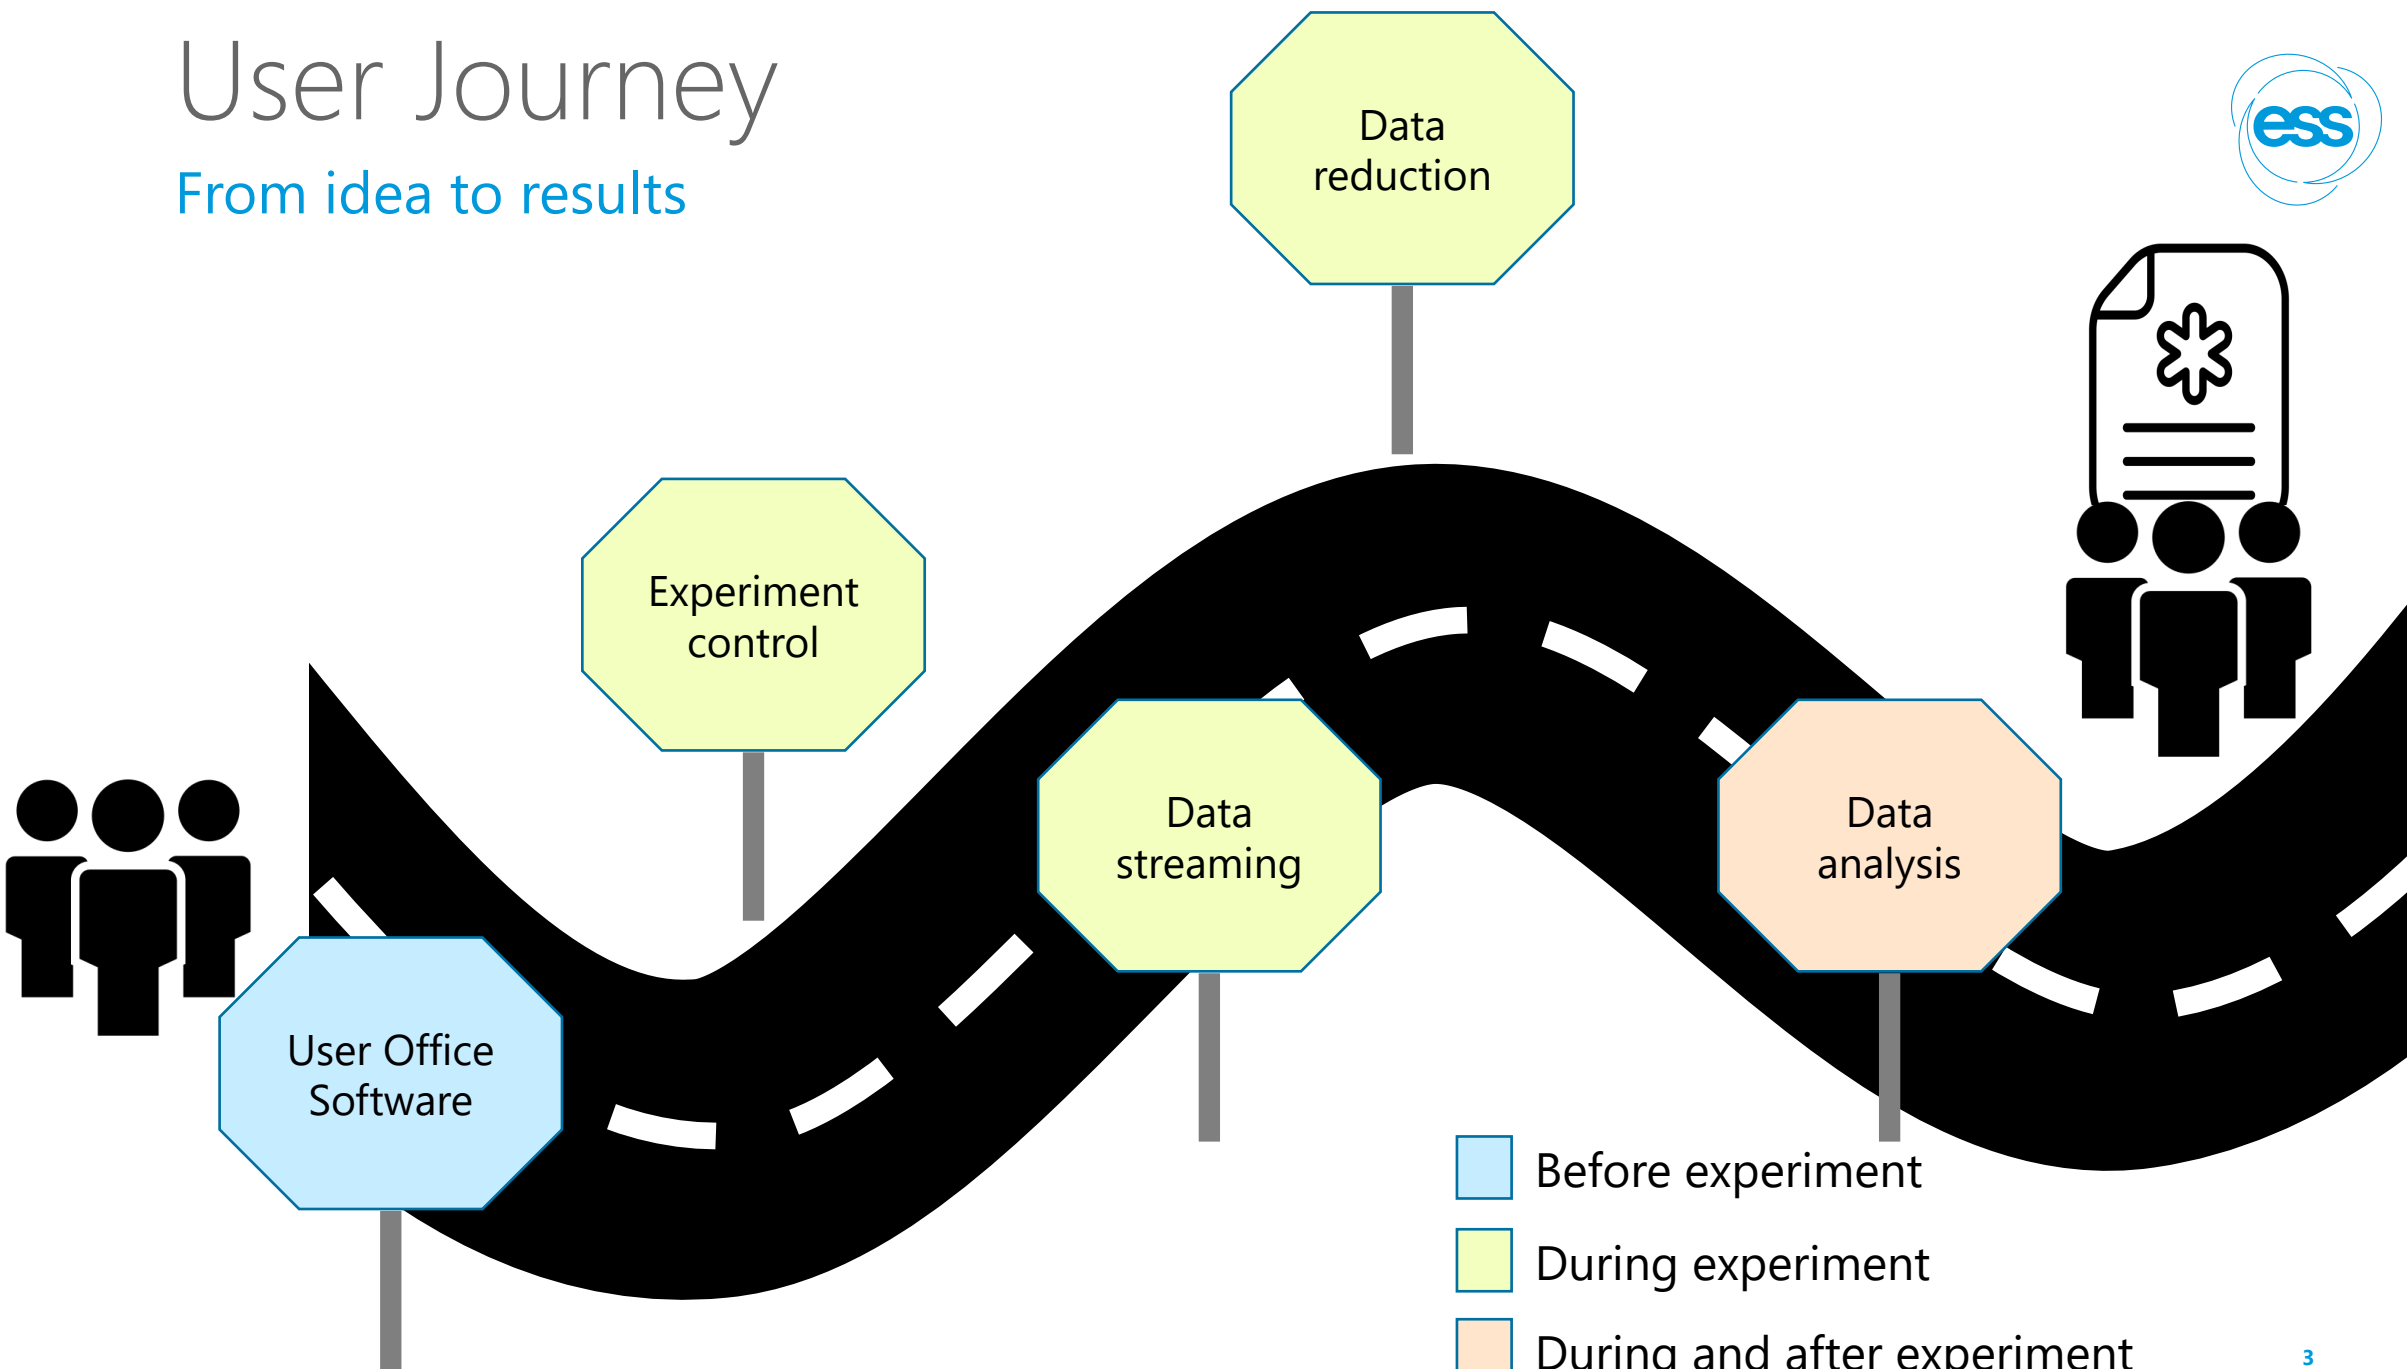 User Journey
From idea to results
ess
Data
reduction
Experiment
control
Data
streaming
Data
analysis
User Office
Software
Before experiment
During experiment
During and after experiment
3